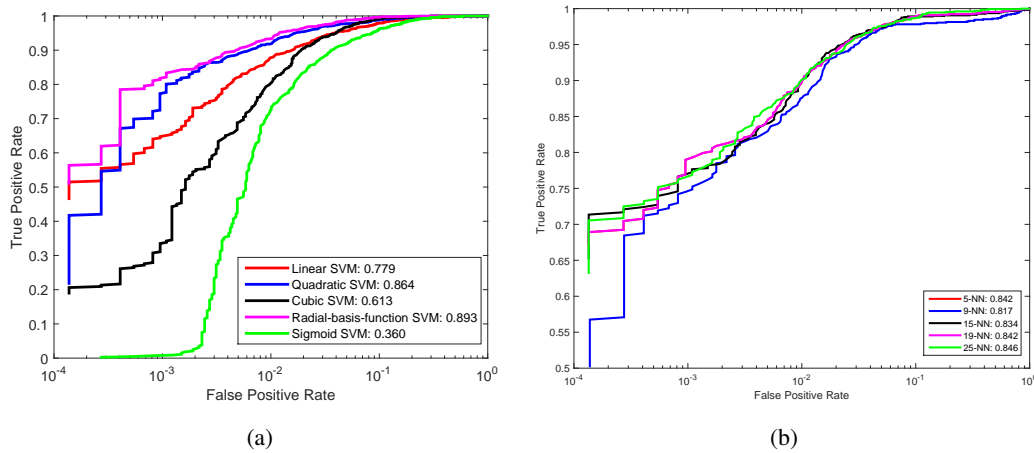 1
0.9
0.8
0.7
0.6
0.5
0.4
0.3
0.2
0.1
0
True Positive Rate
Linear SVM: 0.779
Quadratic SVM: 0.864
Cubic SVM: 0.613
Radial-basis-function SVM: 0.893
Sigmoid SVM: 0.360
10⁻⁴ 10⁻³ 10⁻² 10⁻¹ 10⁰
False Positive Rate
(a)
1
0.95
0.9
0.85
0.8
0.75
0.7
0.65
0.6
0.55
0.5
True Positive Rate
5-NN: 0.842
9-NN: 0.817
15-NN: 0.834
19-NN: 0.842
25-NN: 0.846
10⁻⁴ 10⁻³ 10⁻² 10⁻¹ 10⁰
False Positive Rate
(b)